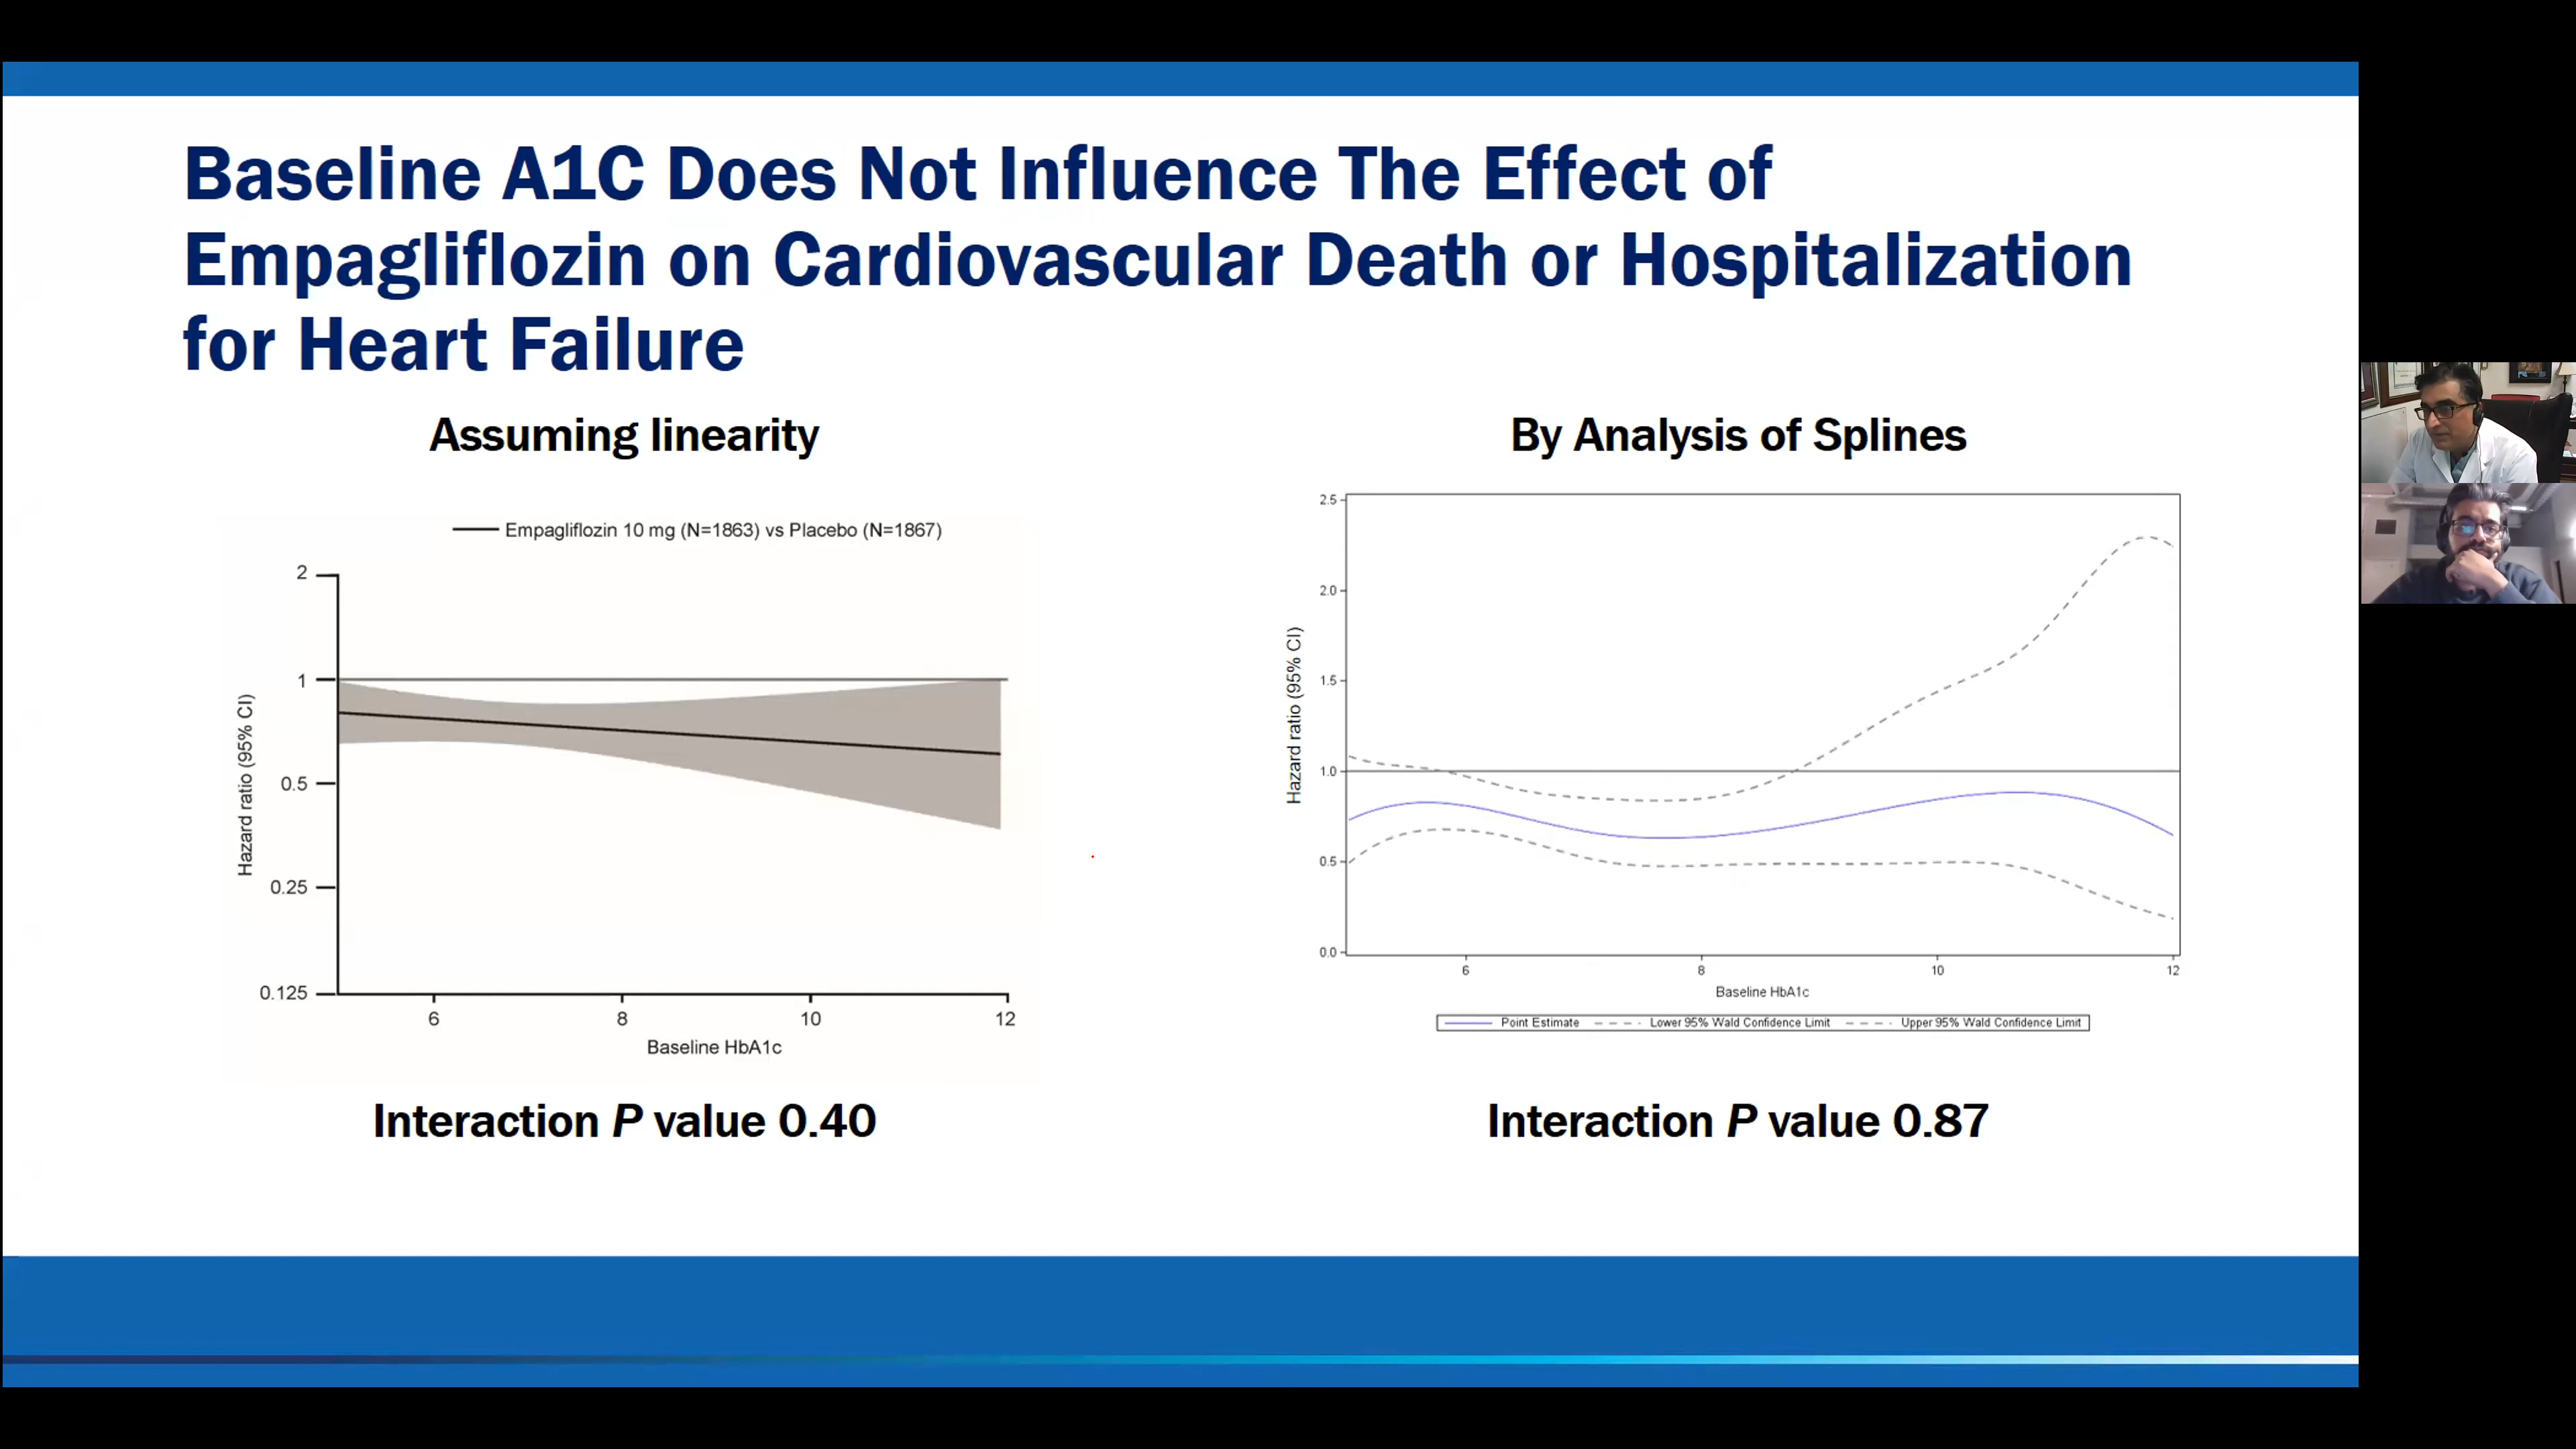 Baseline A1C Does Not Influence The Effect of
Empagliflozin on Cardiovascular Death or Hospitalization
for Heart Failure
Assuming linearity
Empagliflozin 10 mg (N=1863) vs Placebo (N=1867)
2
1
0.5
0.25
0.125
Hazard ratio (95% CI)
6 8 10 12
Baseline HbA1c
Interaction P value 0.40
By Analysis of Splines
2.5
2.0
1.5
1.0
0.5
0.0
Hazard ratio (95% CI)
6 8 10 12
Baseline HbA1c
Point Estimate Lower 95% Wald Confidence Limit Upper 95% Wald Confidence Limit
Interaction P value 0.87